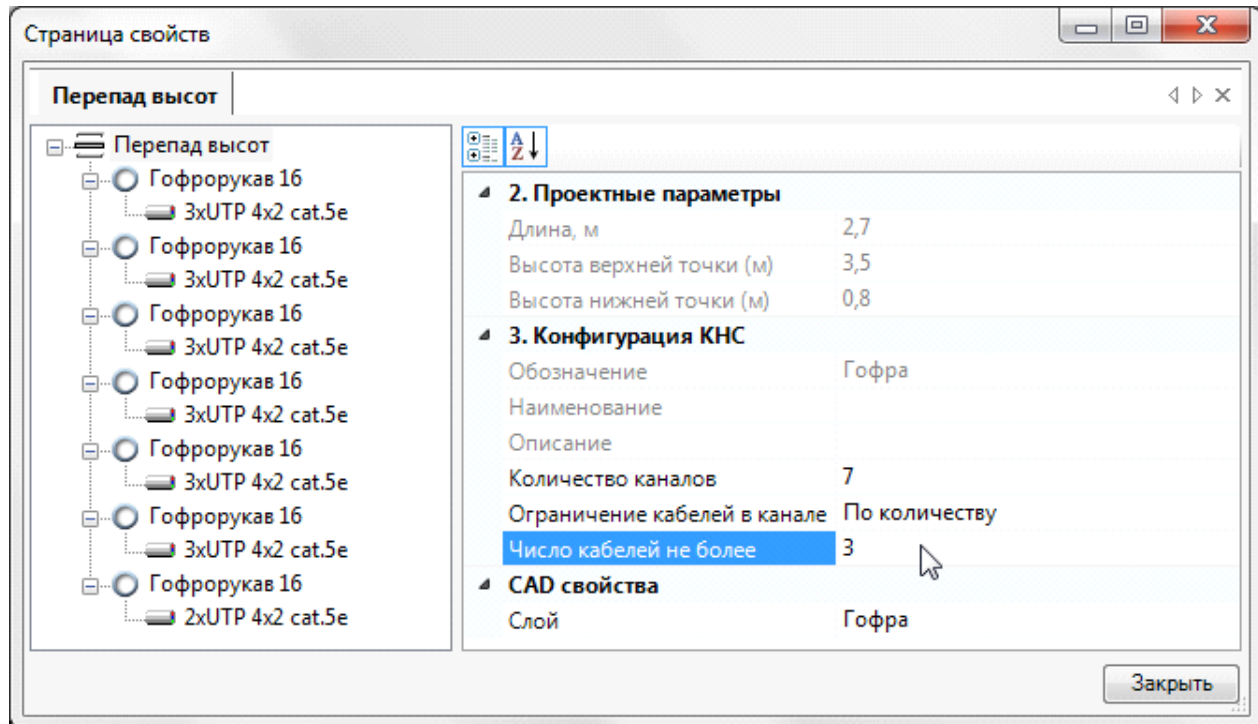 Страница свойств
Перепад высот
Перепад высот
Гофрорукав 16
3xUTP 4x2 cat.5e
Гофрорукав 16
3xUTP 4x2 cat.5e
Гофрорукав 16
3xUTP 4x2 cat.5e
Гофрорукав 16
3xUTP 4x2 cat.5e
Гофрорукав 16
3xUTP 4x2 cat.5e
Гофрорукав 16
3xUTP 4x2 cat.5e
Гофрорукав 16
2xUTP 4x2 cat.5e
2. Проектные параметры
Длина, м 2,7
Высота верхней точки (м) 3,5
Высота нижней точки (м) 0,8
3. Конфигурация КНС
Обозначение Гофра
Наименование
Описание
Количество каналов 7
Ограничение кабелей в канале По количеству
Число кабелей не более 3
CAD свойства
Слой Гофра
Закрыть